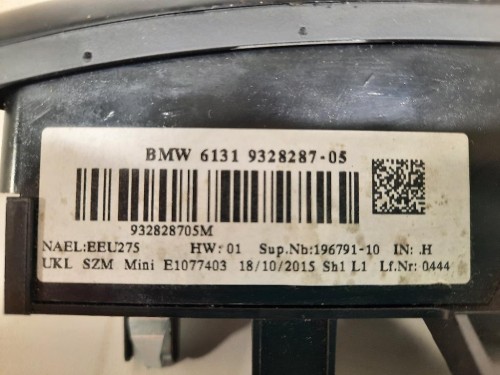 BMW 6131 9328287-05
932828705M
NAEL:EEU275 HW: 01 Sup.Nb:196791-10 IN: .H
UKL SZM Mini E1077403 18/10/2015 Sh1 L1 Lf.Nr: 0444